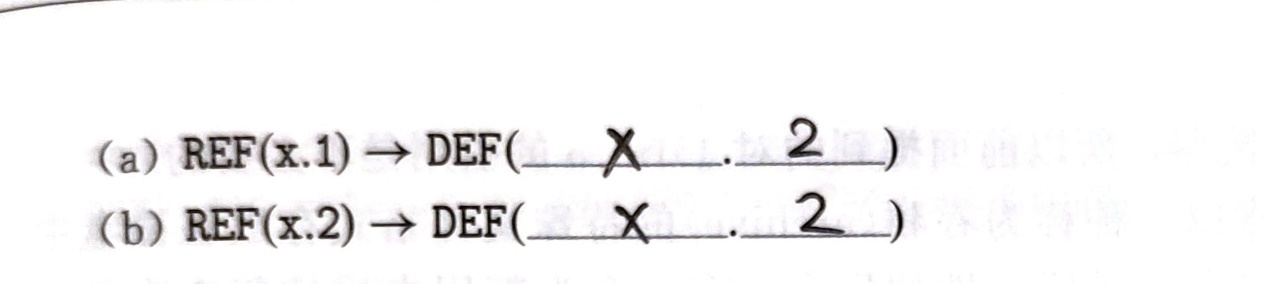 (a) REF(x.1) → DEF( X . 2 )
(b) REF(x.2) → DEF( X . 2 )